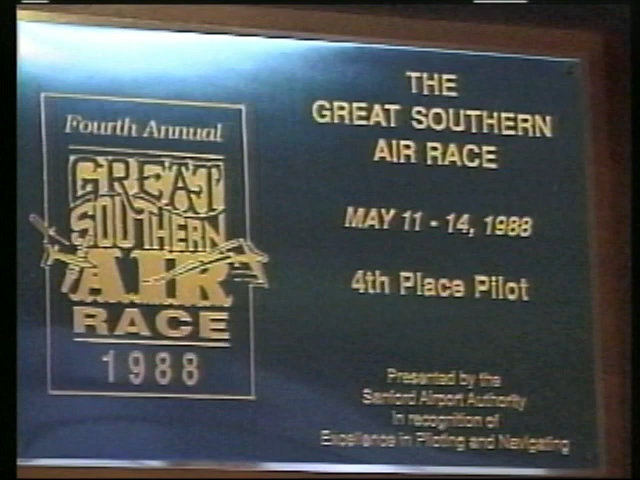 Fourth Annual
GREAT
SOUTHERN
AIR
RACE
1988
THE
GREAT SOUTHERN
AIR RACE
MAY 11 - 14, 1988
4th Place Pilot
Presented by the
Sanford Airport Authority
in recognition of
Excellence in Piloting and Navigating